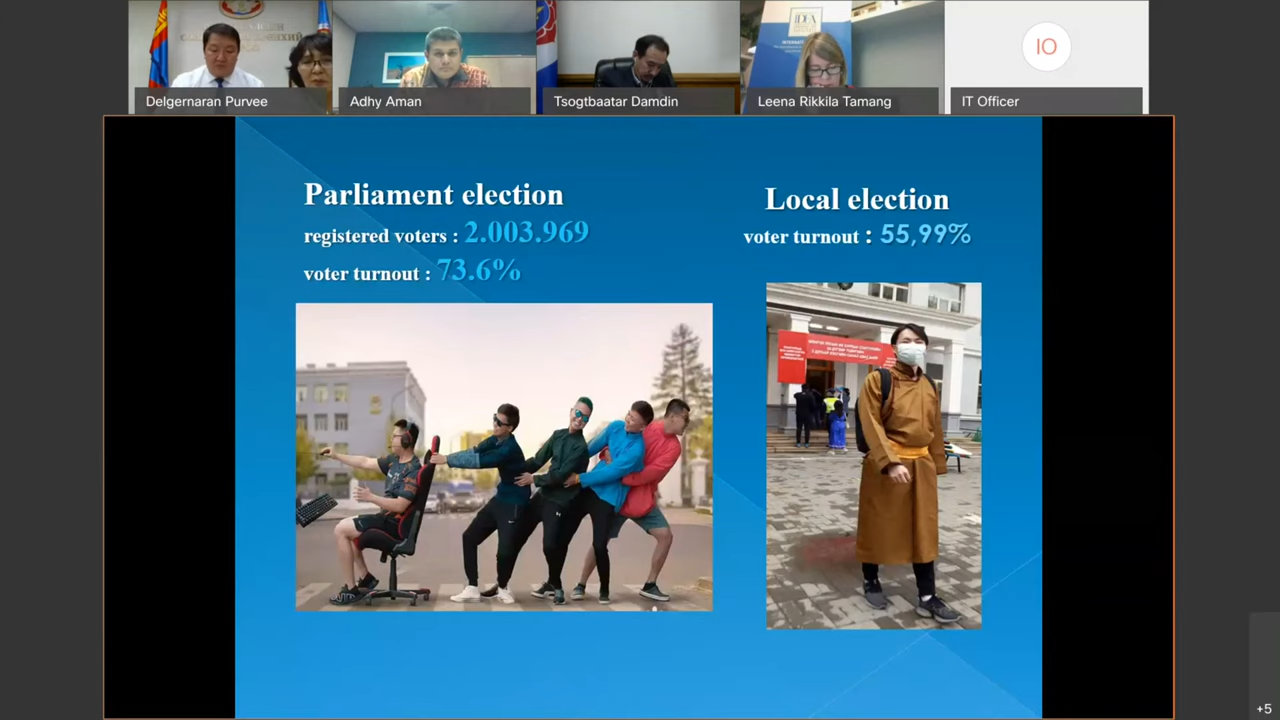 Delgernaran Purvee
Adhy Aman
Tsogtbaatar Damdin
Leena Rikkila Tamang
IT Officer
IO
IDEA
Parliament election
registered voters : 2.003.969
voter turnout : 73.6%
Local election
voter turnout : 55,99%
+5